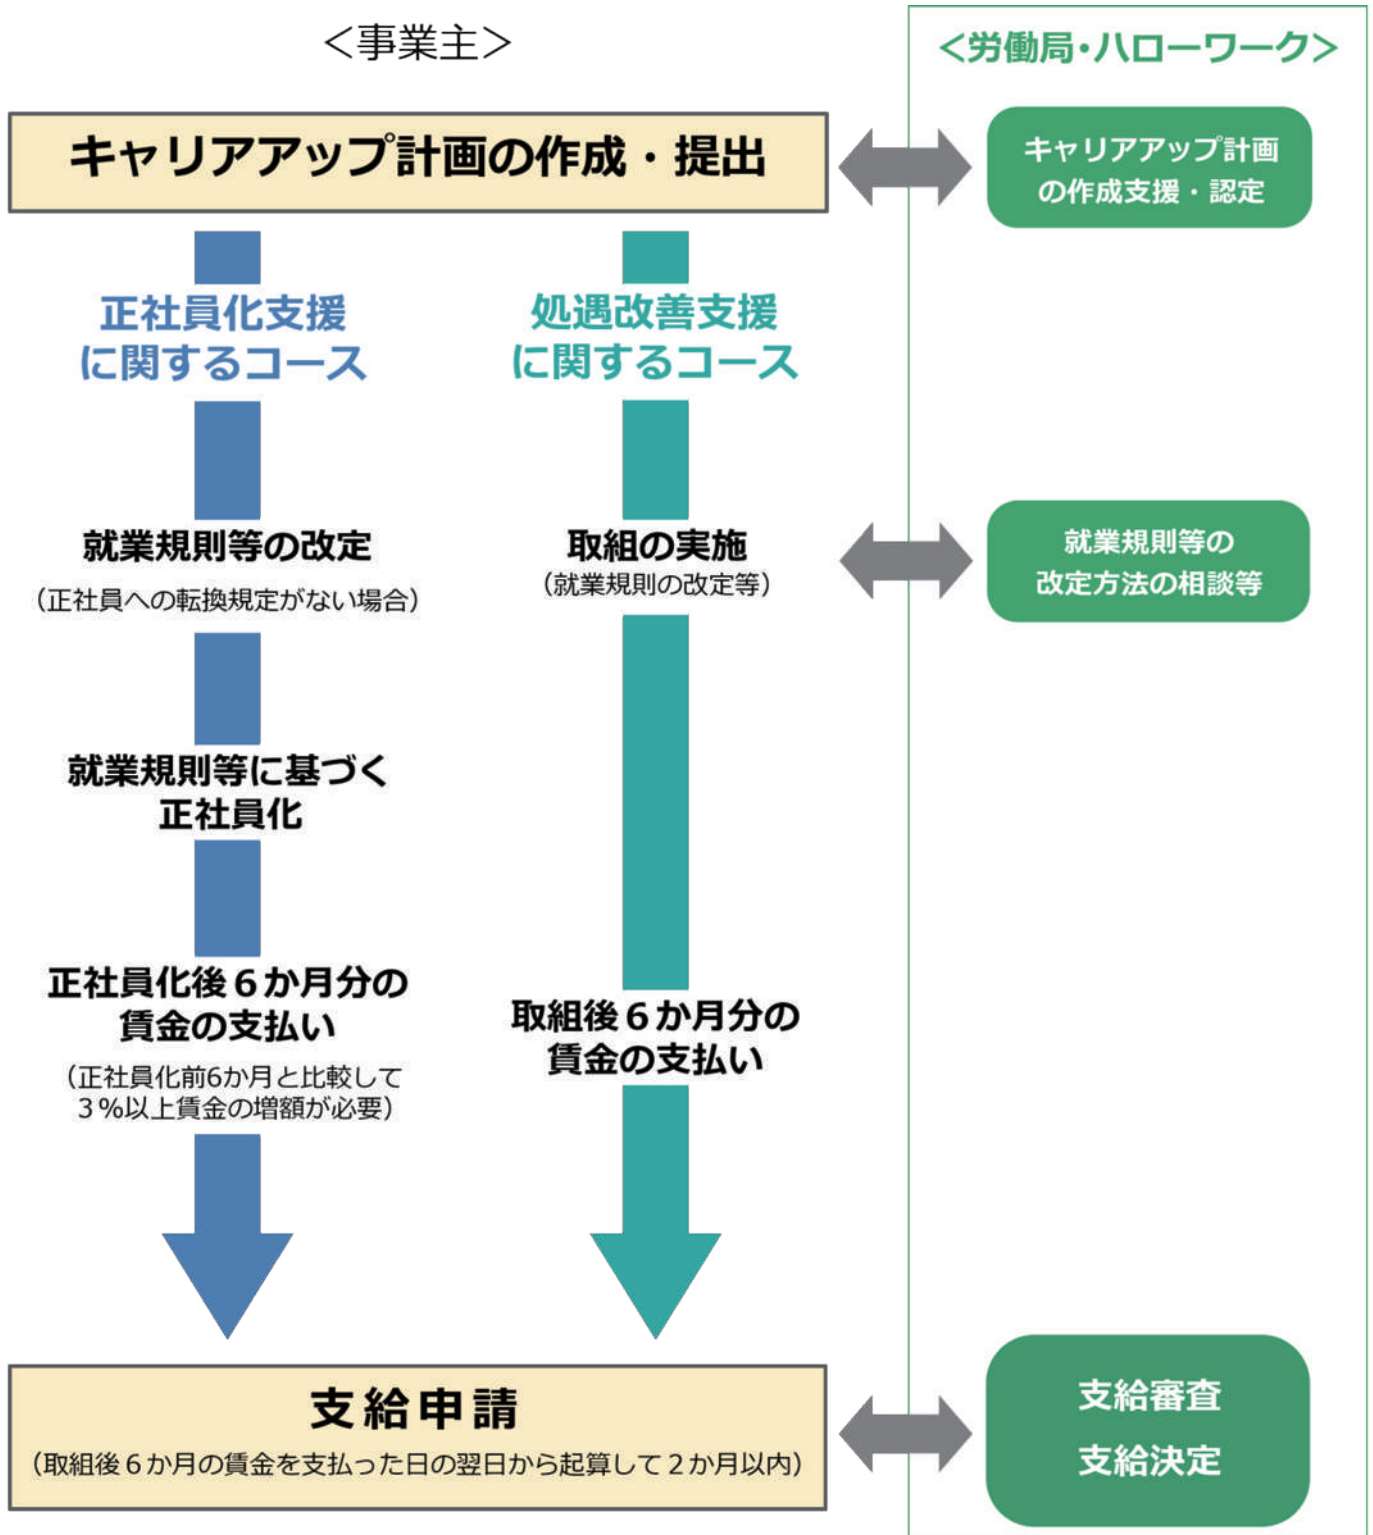 ＜事業主＞
＜労働局・ハローワーク＞
キャリアアップ計画の作成・提出
キャリアアップ計画
の作成支援・認定
正社員化支援
に関するコース
処遇改善支援
に関するコース
就業規則等の改定
（正社員への転換規定がない場合）
取組の実施
（就業規則の改定等）
就業規則等の
改定方法の相談等
就業規則等に基づく
正社員化
正社員化後６か月分の
賃金の支払い
（正社員化前6か月と比較して
３％以上賃金の増額が必要）
取組後６か月分の
賃金の支払い
支給申請
（取組後６か月の賃金を支払った日の翌日から起算して２か月以内）
支給審査
支給決定